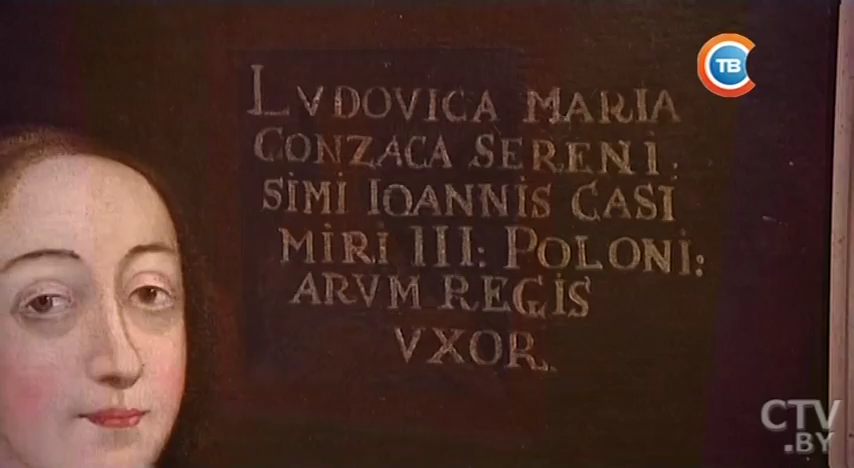 LVDOVICA MARIA
CONZACA SERENI:
SIMI IOANNIS CASI
MIRI III: POLONI:
ARVM REGIS
VXOR.
ТВ
CTV
.BY